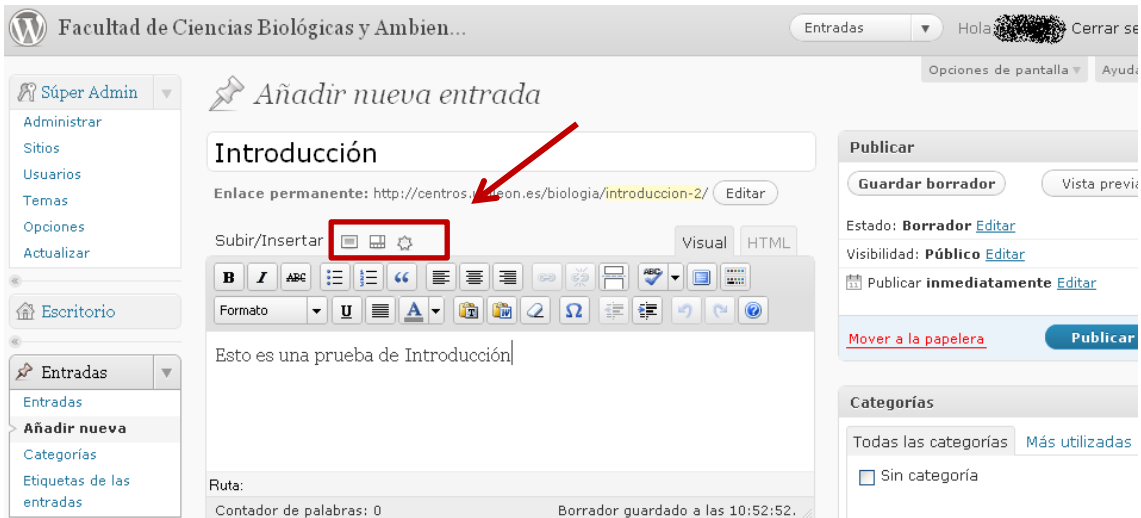 Facultad de Ciencias Biológicas y Ambien...
Entradas
Hola
Cerrar se
Opciones de pantalla
Ayuda
Súper Admin
Administrar
Sitios
Usuarios
Temas
Opciones
Actualizar
Escritorio
Entradas
Entradas
Añadir nueva
Categorías
Etiquetas de las
entradas
Añadir nueva entrada
Introducción
Enlace permanente: http://centros. eon.es/biologia/introduccion-2/ Editar
Subir/Insertar
Visual HTML
B I ABC ABC
Formato U A T W Ω
Esto es una prueba de Introducción
Ruta:
Contador de palabras: 0 Borrador guardado a las 10:52:52.
Publicar
Guardar borrador Vista previa
Estado: Borrador Editar
Visibilidad: Público Editar
Publicar inmediatamente Editar
Mover a la papelera Publicar
Categorías
Todas las categorías Más utilizadas
Sin categoría